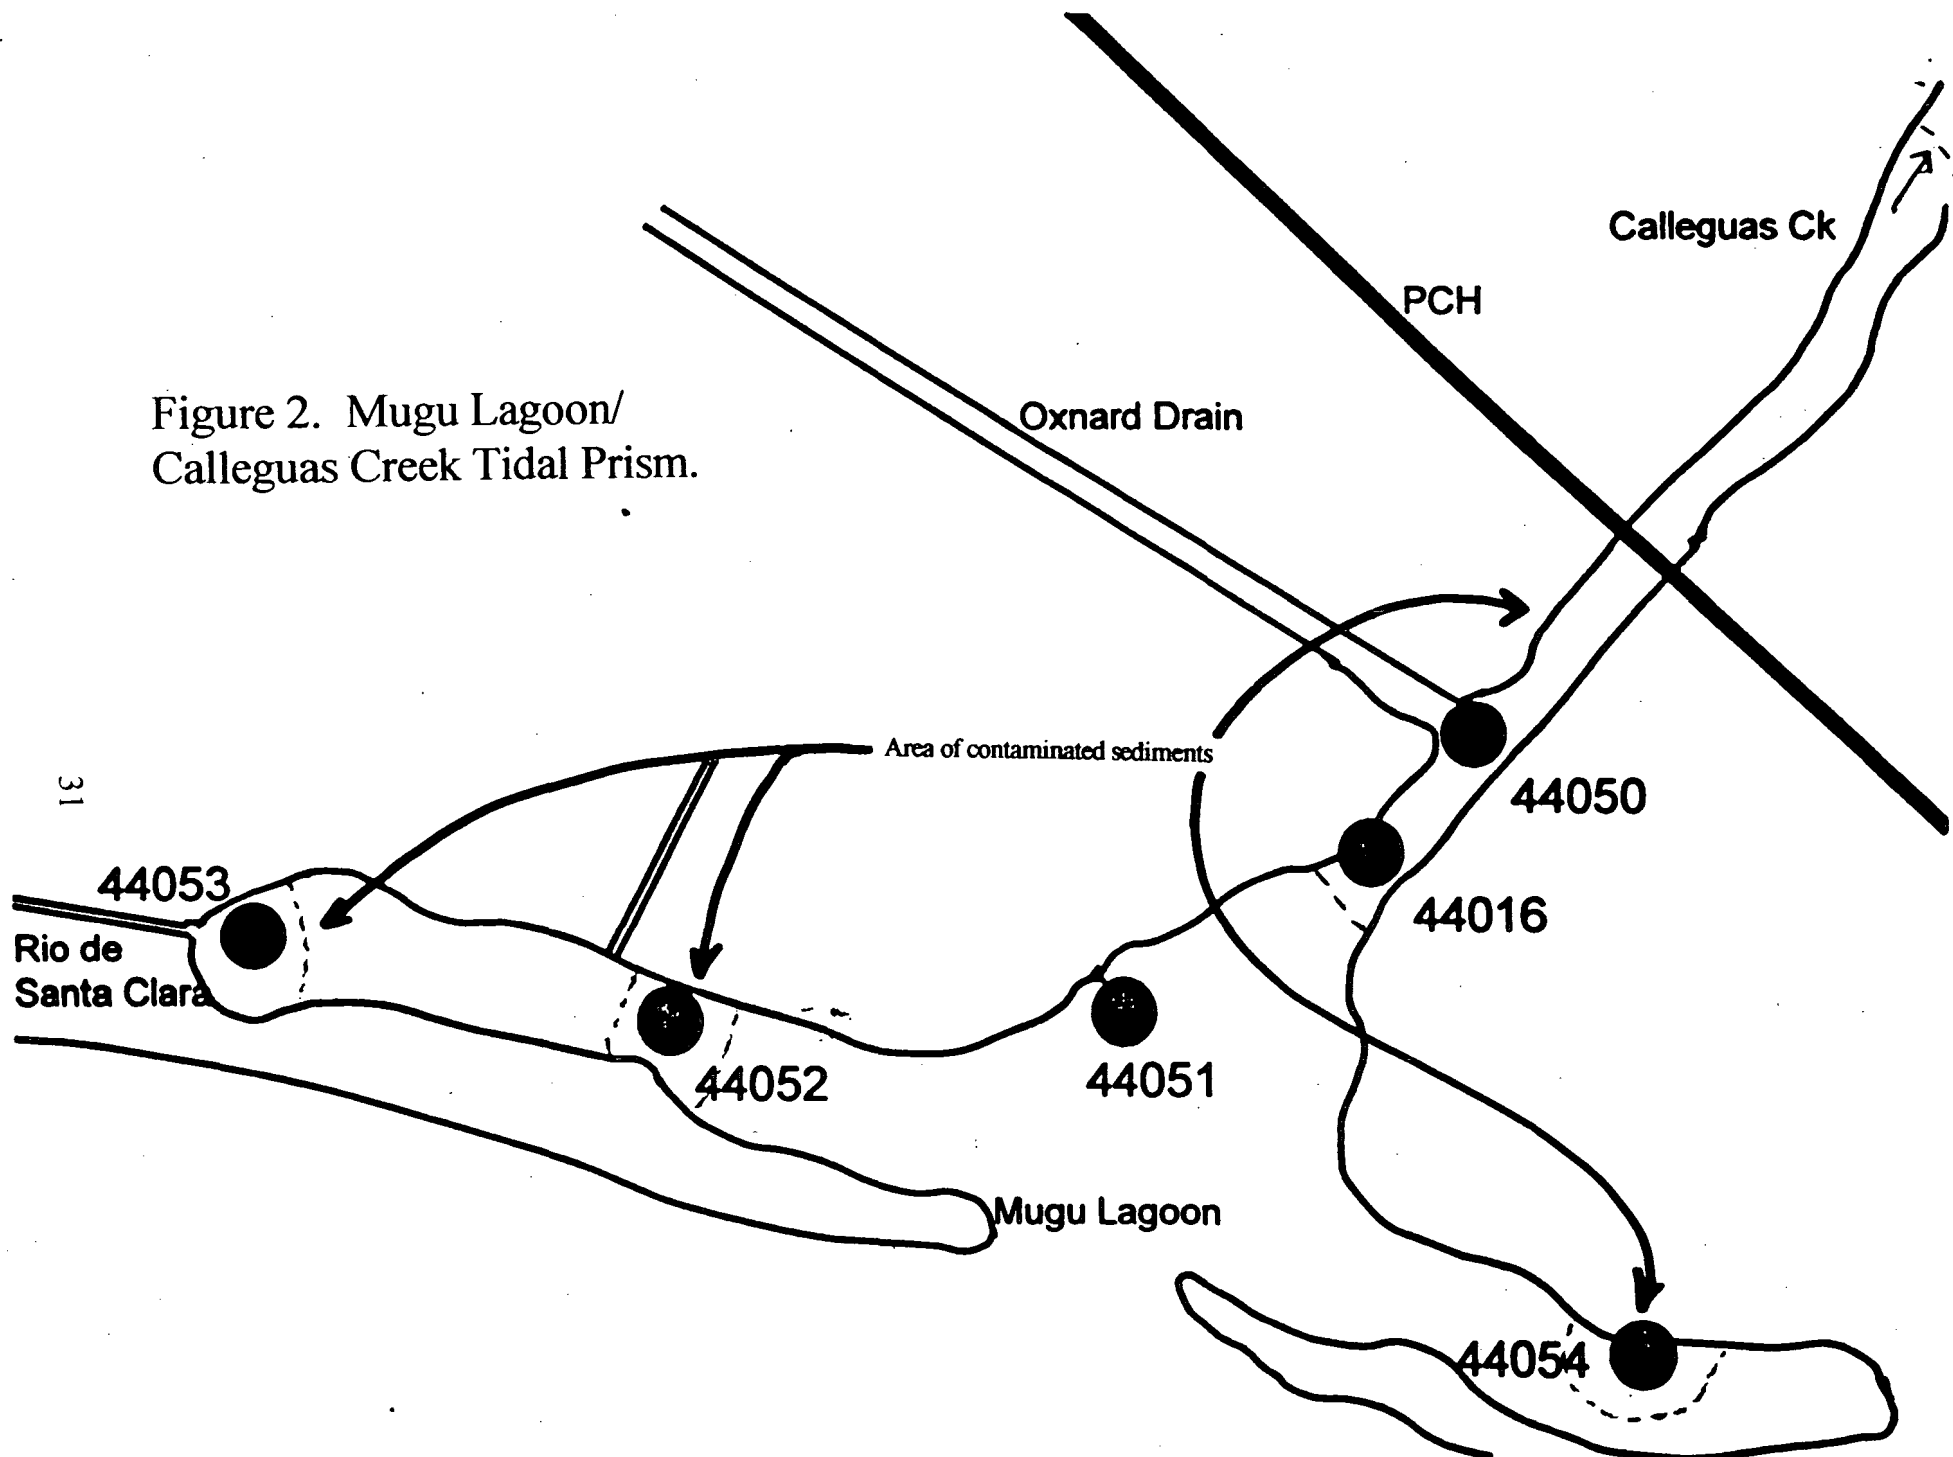 Calleguas Ck
PCH
Figure 2. Mugu Lagoon/
Calleguas Creek Tidal Prism.
Oxnard Drain
Area of contaminated sediments
31
44050
44053
44016
Rio de
Santa Clara
44052
44051
Mugu Lagoon
44054